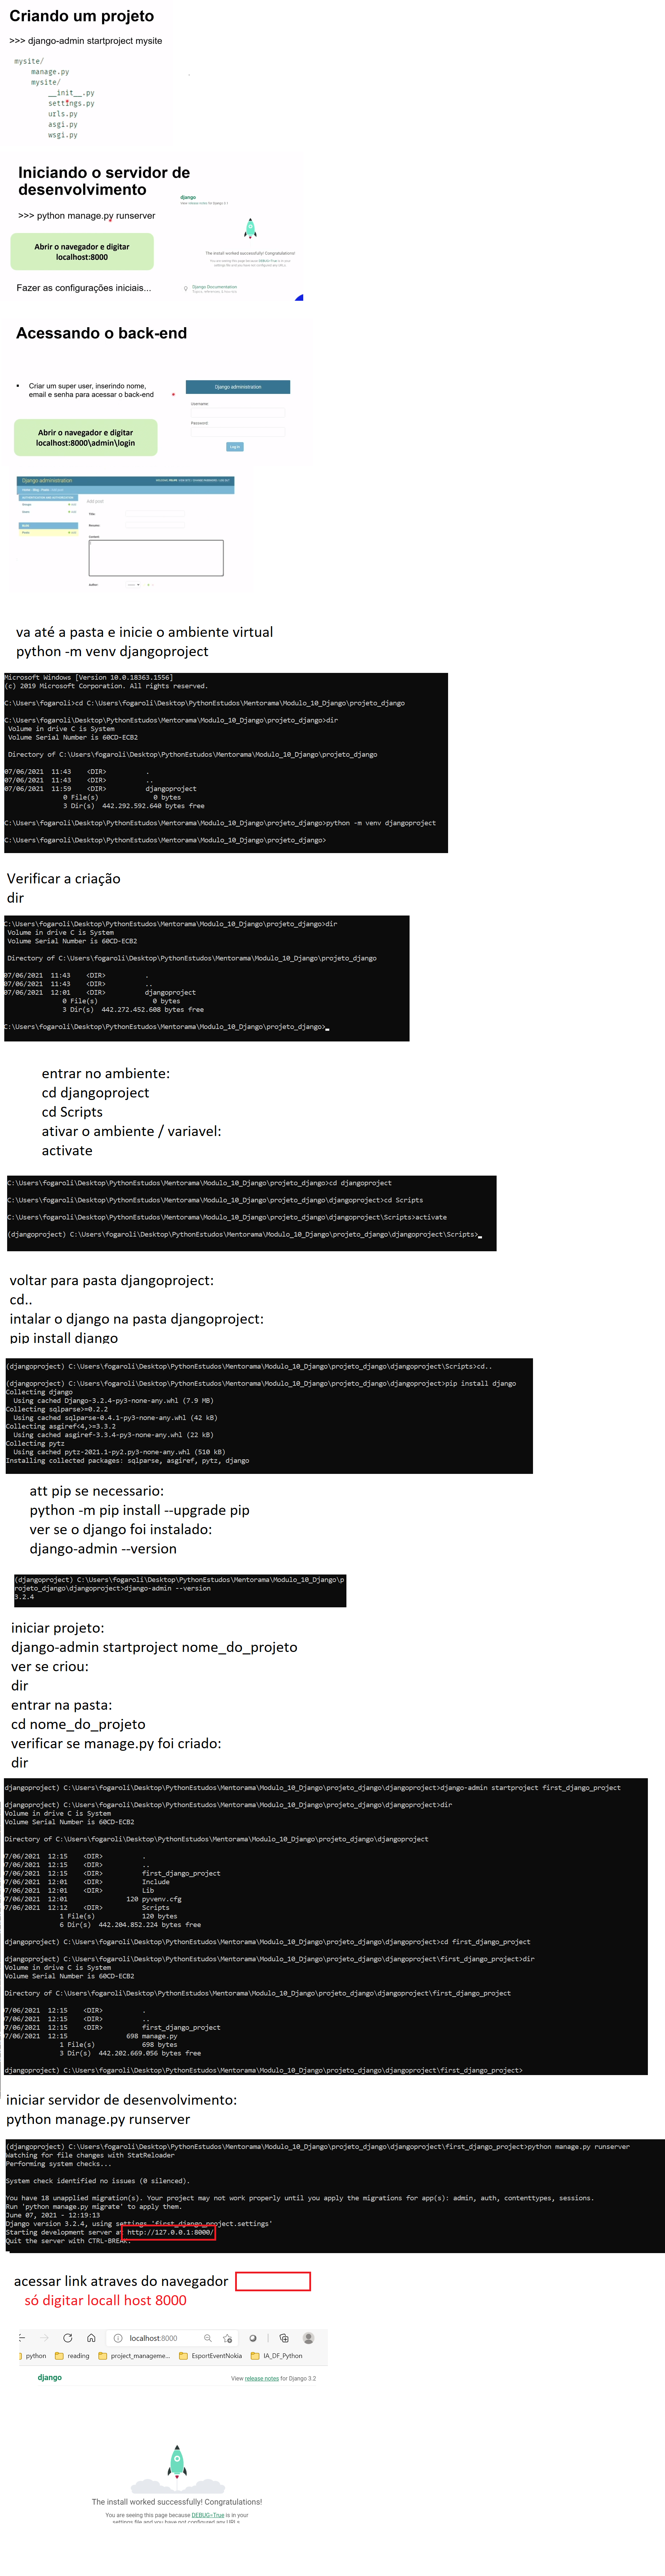 Criando um projeto
>>> django-admin startproject mysite
mysite/
manage.py
mysite/
__init__.py
settings.py
urls.py
asgi.py
wsgi.py
Iniciando o servidor de
desenvolvimento
>>> python manage.py runserver
Abrir o navegador e digitar
localhost:8000
Fazer as configurações iniciais...
django
The install worked successfully! Congratulations!
Django Documentation
Acessando o back-end
Criar um super user, inserindo nome,
email e senha para acessar o back-end
Abrir o navegador e digitar
localhost:8000\admin\login
Django administration
Username
Password
Log in
Django administration
Add post
Title:
Content:
Author:
va até a pasta e inicie o ambiente virtual
python -m venv djangoproject
Microsoft Windows [Version 10.0.18363.1556]
(c) 2019 Microsoft Corporation. All rights reserved.
C:\Users\fogaroli>cd C:\Users\fogaroli\Desktop\PythonEstudos\Mentorama\Modulo_10_Django\projeto_django
C:\Users\fogaroli\Desktop\PythonEstudos\Mentorama\Modulo_10_Django\projeto_django>dir
Volume in drive C is System
Volume Serial Number is 60CD-ECB2
Directory of C:\Users\fogaroli\Desktop\PythonEstudos\Mentorama\Modulo_10_Django\projeto_django
07/06/2021 11:43 <DIR> .
07/06/2021 11:43 <DIR> ..
07/06/2021 11:59 <DIR> djangoproject
0 File(s) 0 bytes
3 Dir(s) 442.292.592.640 bytes free
C:\Users\fogaroli\Desktop\PythonEstudos\Mentorama\Modulo_10_Django\projeto_django>python -m venv djangoproject
C:\Users\fogaroli\Desktop\PythonEstudos\Mentorama\Modulo_10_Django\projeto_django>
Verificar a criação
dir
C:\Users\fogaroli\Desktop\PythonEstudos\Mentorama\Modulo_10_Django\projeto_django>dir
Volume in drive C is System
Volume Serial Number is 60CD-ECB2
Directory of C:\Users\fogaroli\Desktop\PythonEstudos\Mentorama\Modulo_10_Django\projeto_django
07/06/2021 11:43 <DIR> .
07/06/2021 11:43 <DIR> ..
07/06/2021 12:01 <DIR> djangoproject
0 File(s) 0 bytes
3 Dir(s) 442.272.452.608 bytes free
C:\Users\fogaroli\Desktop\PythonEstudos\Mentorama\Modulo_10_Django\projeto_django>_
entrar no ambiente:
cd djangoproject
cd Scripts
ativar o ambiente / variavel:
activate
C:\Users\fogaroli\Desktop\PythonEstudos\Mentorama\Modulo_10_Django\projeto_django>cd djangoproject
C:\Users\fogaroli\Desktop\PythonEstudos\Mentorama\Modulo_10_Django\projeto_django\djangoproject>cd Scripts
C:\Users\fogaroli\Desktop\PythonEstudos\Mentorama\Modulo_10_Django\projeto_django\djangoproject\Scripts>activate
(djangoproject) C:\Users\fogaroli\Desktop\PythonEstudos\Mentorama\Modulo_10_Django\projeto_django\djangoproject\Scripts>_
voltar para pasta djangoproject:
cd..
intalar o django na pasta djangoproject:
pip install django
(djangoproject) C:\Users\fogaroli\Desktop\PythonEstudos\Mentorama\Modulo_10_Django\projeto_django\djangoproject\Scripts>cd..
(djangoproject) C:\Users\fogaroli\Desktop\PythonEstudos\Mentorama\Modulo_10_Django\projeto_django\djangoproject>pip install django
Collecting django
Using cached Django-3.2.4-py3-none-any.whl (7.9 MB)
Collecting sqlparse>=0.2.2
Using cached sqlparse-0.4.1-py3-none-any.whl (42 kB)
Collecting asgiref<4,>=3.3.2
Using cached asgiref-3.3.4-py3-none-any.whl (22 kB)
Collecting pytz
Using cached pytz-2021.1-py2.py3-none-any.whl (510 kB)
Installing collected packages: sqlparse, asgiref, pytz, django
att pip se necessario:
python -m pip install --upgrade pip
ver se o django foi instalado:
django-admin --version
(djangoproject) C:\Users\fogaroli\Desktop\PythonEstudos\Mentorama\Modulo_10_Django\p
rojeto_django\djangoproject>django-admin --version
3.2.4
iniciar projeto:
django-admin startproject nome_do_projeto
ver se criou:
dir
entrar na pasta:
cd nome_do_projeto
verificar se manage.py foi criado:
dir
djangoproject) C:\Users\fogaroli\Desktop\PythonEstudos\Mentorama\Modulo_10_Django\projeto_django\djangoproject>django-admin startproject first_django_project
djangoproject) C:\Users\fogaroli\Desktop\PythonEstudos\Mentorama\Modulo_10_Django\projeto_django\djangoproject>dir
Volume in drive C is System
Volume Serial Number is 60CD-ECB2
Directory of C:\Users\fogaroli\Desktop\PythonEstudos\Mentorama\Modulo_10_Django\projeto_django\djangoproject
07/06/2021 12:15 <DIR> .
07/06/2021 12:15 <DIR> ..
07/06/2021 12:15 <DIR> first_django_project
07/06/2021 12:01 <DIR> Include
07/06/2021 12:01 <DIR> Lib
07/06/2021 12:01 120 pyvenv.cfg
07/06/2021 12:12 <DIR> Scripts
1 File(s) 120 bytes
6 Dir(s) 442.204.852.224 bytes free
djangoproject) C:\Users\fogaroli\Desktop\PythonEstudos\Mentorama\Modulo_10_Django\projeto_django\djangoproject>cd first_django_project
djangoproject) C:\Users\fogaroli\Desktop\PythonEstudos\Mentorama\Modulo_10_Django\projeto_django\djangoproject\first_django_project>dir
Volume in drive C is System
Volume Serial Number is 60CD-ECB2
Directory of C:\Users\fogaroli\Desktop\PythonEstudos\Mentorama\Modulo_10_Django\projeto_django\djangoproject\first_django_project
07/06/2021 12:15 <DIR> .
07/06/2021 12:15 <DIR> ..
07/06/2021 12:15 <DIR> first_django_project
07/06/2021 12:15 698 manage.py
1 File(s) 698 bytes
3 Dir(s) 442.202.669.056 bytes free
djangoproject) C:\Users\fogaroli\Desktop\PythonEstudos\Mentorama\Modulo_10_Django\projeto_django\djangoproject\first_django_project>
iniciar servidor de desenvolvimento:
python manage.py runserver
(djangoproject) C:\Users\fogaroli\Desktop\PythonEstudos\Mentorama\Modulo_10_Django\projeto_django\djangoproject\first_django_project>python manage.py runserver
Watching for file changes with StatReloader
Performing system checks...
System check identified no issues (0 silenced).
You have 18 unapplied migration(s). Your project may not work properly until you apply the migrations for app(s): admin, auth, contenttypes, sessions.
Run 'python manage.py migrate' to apply them.
June 07, 2021 - 12:19:13
Django version 3.2.4, using settings 'first_django_project.settings'
Starting development server at http://127.0.0.1:8000/
Quit the server with CTRL-BREAK.
acessar link atraves do navegador
só digitar locall host 8000
localhost:8000
python reading project_manageme... EsportEventNokia IA_DF_Python
django
View release notes for Django 3.2
The install worked successfully! Congratulations!
You are seeing this page because DEBUG=True is in your
settings file and you have not configured any URLs